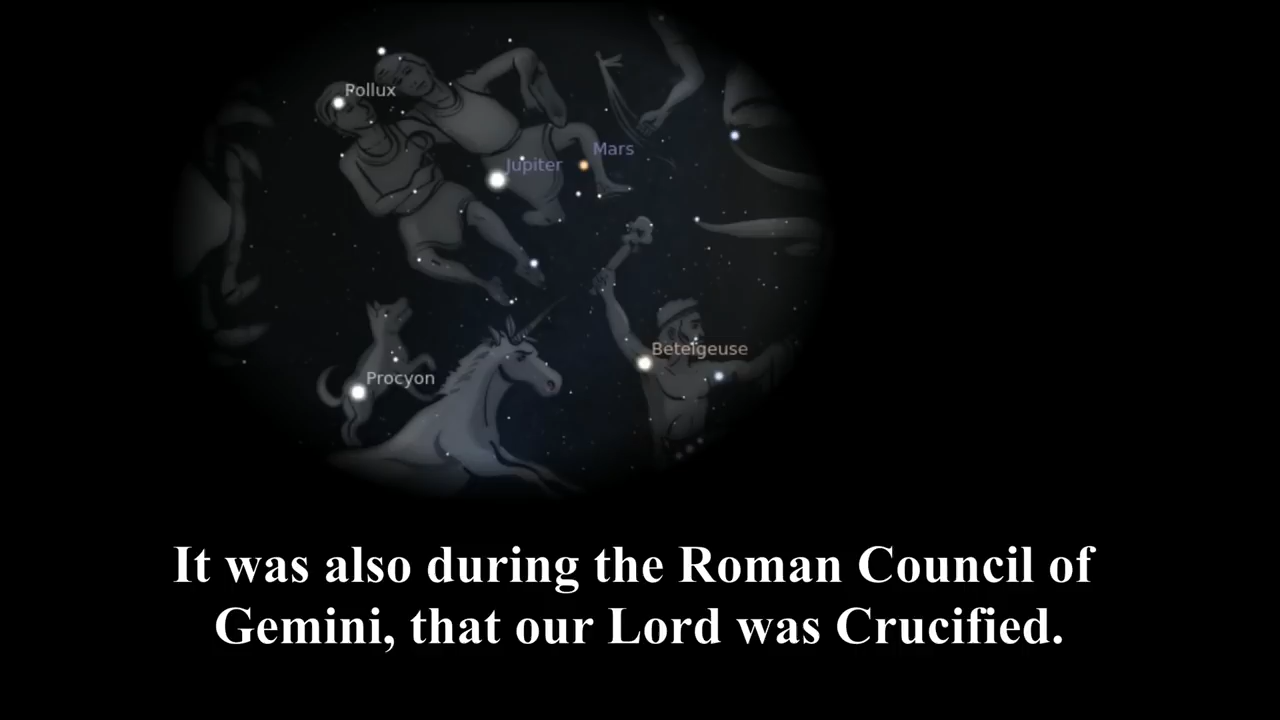 Pollux
Mars
Jupiter
Betelgeuse
Procyon
It was also during the Roman Council of
Gemini, that our Lord was Crucified.